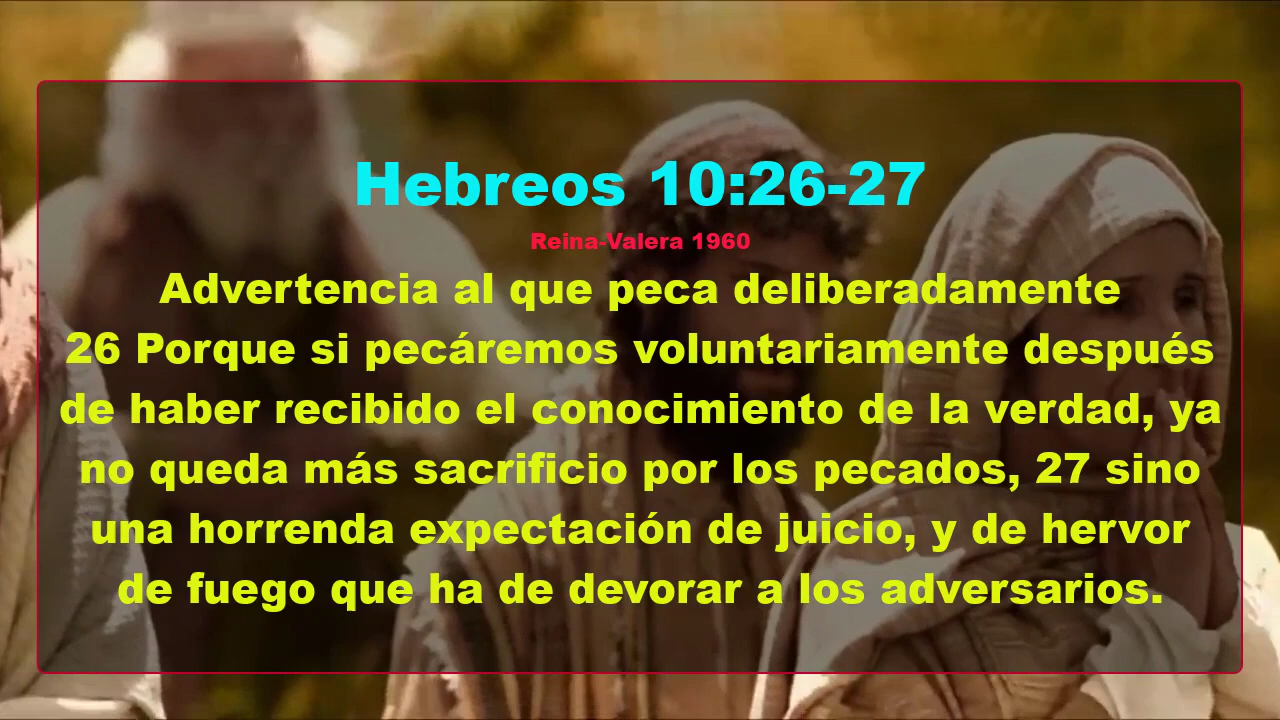 Hebreos 10:26-27
Reina-Valera 1960
Advertencia al que peca deliberadamente
26 Porque si pecáremos voluntariamente después
de haber recibido el conocimiento de la verdad, ya
no queda más sacrificio por los pecados, 27 sino
una horrenda expectación de juicio, y de hervor
de fuego que ha de devorar a los adversarios.